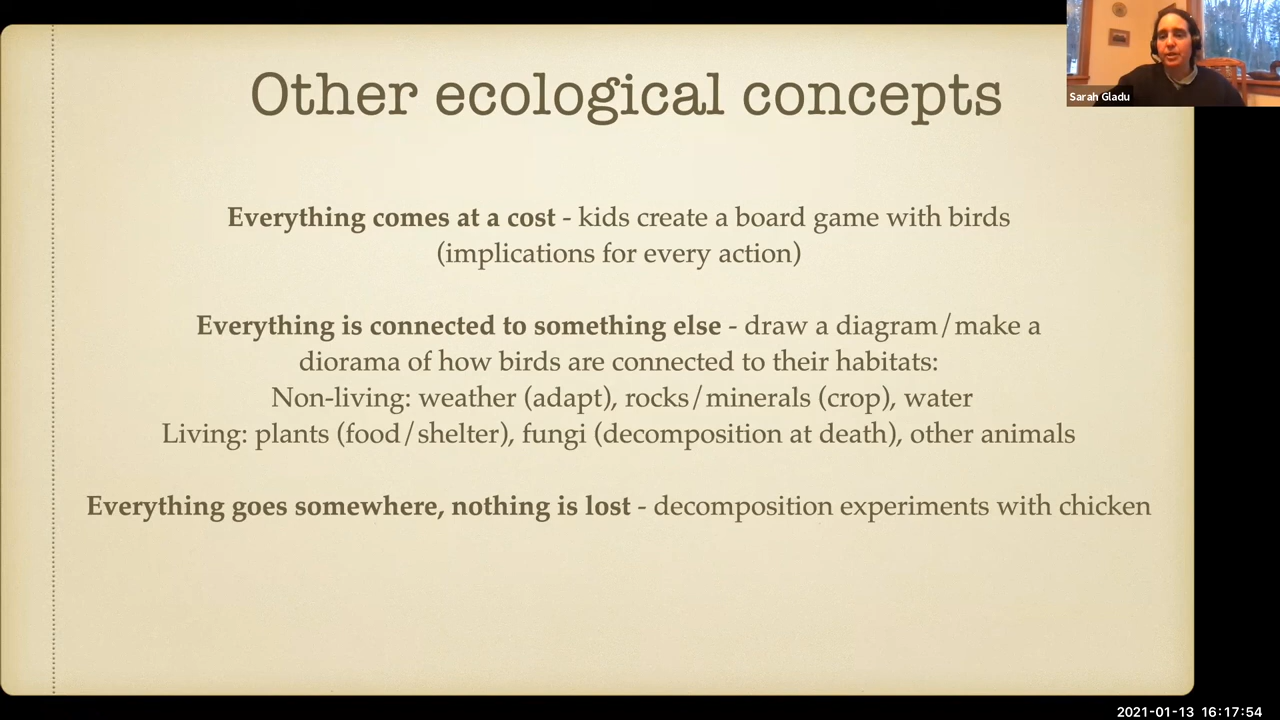 Other ecological concepts
Sarah Gladu
Everything comes at a cost - kids create a board game with birds
(implications for every action)
Everything is connected to something else - draw a diagram/make a
diorama of how birds are connected to their habitats:
Non-living: weather (adapt), rocks/minerals (crop), water
Living: plants (food/shelter), fungi (decomposition at death), other animals
Everything goes somewhere, nothing is lost - decomposition experiments with chicken
2021-01-13 16:17:54